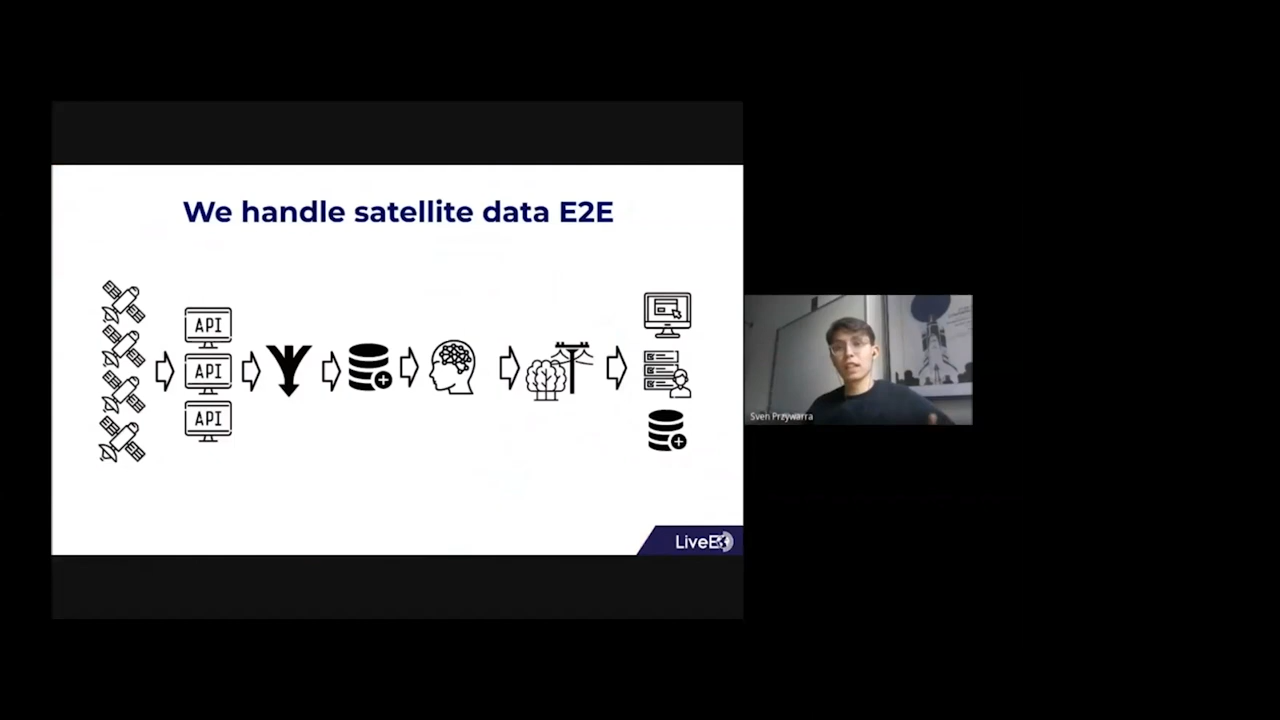 We handle satellite data E2E
API
API
API
LiveEO
Sven Przywarra